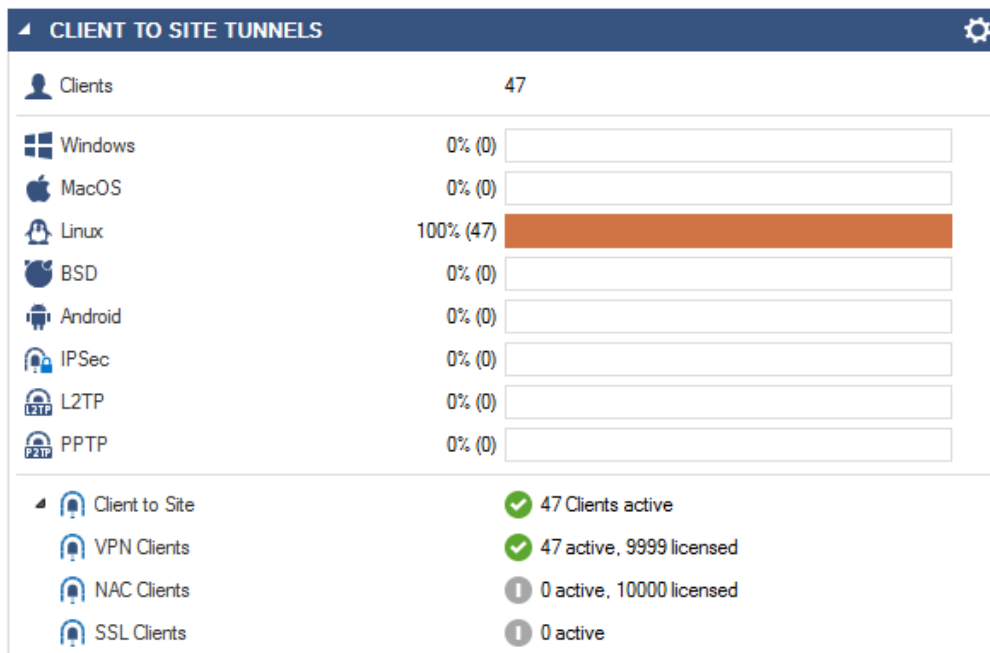 CLIENT TO SITE TUNNELS
Clients 47
Windows 0% (0)
MacOS 0% (0)
Linux 100% (47)
BSD 0% (0)
Android 0% (0)
IPSec 0% (0)
L2TP L2TP 0% (0)
P2TP PPTP 0% (0)
Client to Site 47 Clients active
VPN Clients 47 active, 9999 licensed
NAC Clients 0 active, 10000 licensed
SSL Clients 0 active